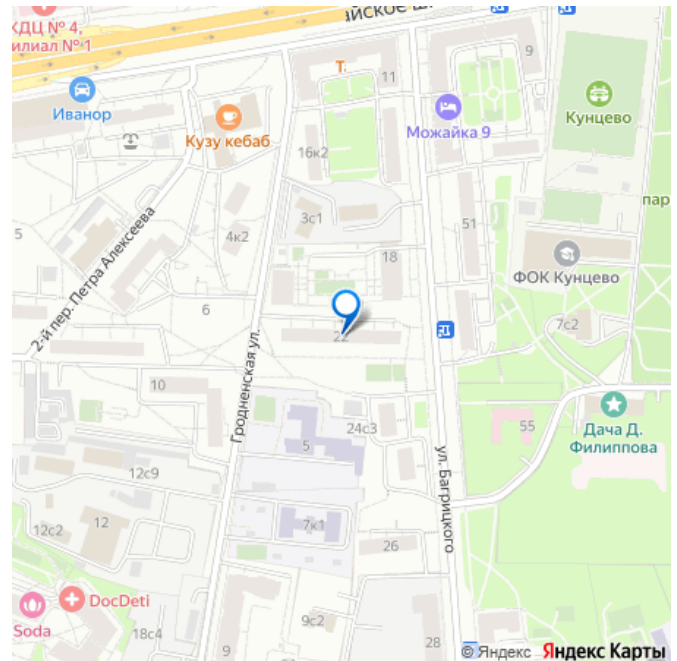 айское ш
КДЦ № 4,
илиал № 1
Т.
11
9
Иванор
Кузу кебаб
Можайка 9
Кунцево
16к2
3с1
51
пар
5
4к2
18
ФОК Кунцево
2-й пер. Петра Алексеева
6
22
7с2
Гродненская ул.
10
24с3
5
55
Дача Д.
Филиппова
ул. Багрицкого
12с9
12с2
12
7к1
26
DocDeti
Soda
18с4
9с2
9
28
© Яндекс Яндекс Карты